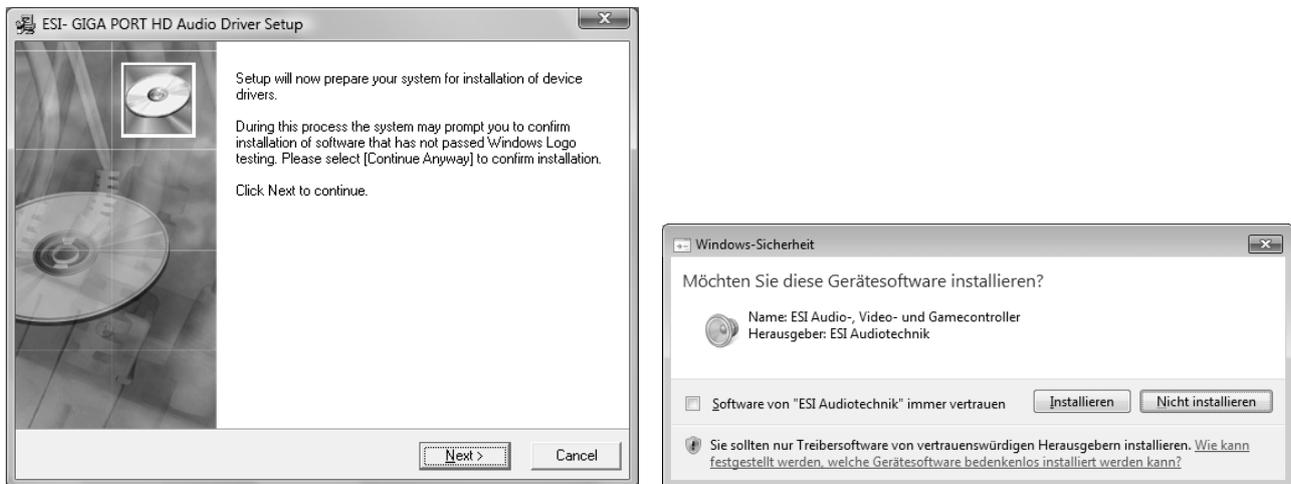 ESI- GIGA PORT HD Audio Driver Setup
Setup will now prepare your system for installation of device
drivers.
During this process the system may prompt you to confirm
installation of software that has not passed Windows Logo
testing. Please select [Continue Anyway] to confirm installation.
Click Next to continue.
Next >
Cancel
Windows-Sicherheit
Möchten Sie diese Gerätesoftware installieren?
Name: ESI Audio-, Video- und Gamecontroller
Herausgeber: ESI Audiotechnik
Software von "ESI Audiotechnik" immer vertrauen
Installieren
Nicht installieren
Sie sollten nur Treibersoftware von vertrauenswürdigen Herausgebern installieren. Wie kann
festgestellt werden, welche Gerätesoftware bedenkenlos installiert werden kann?